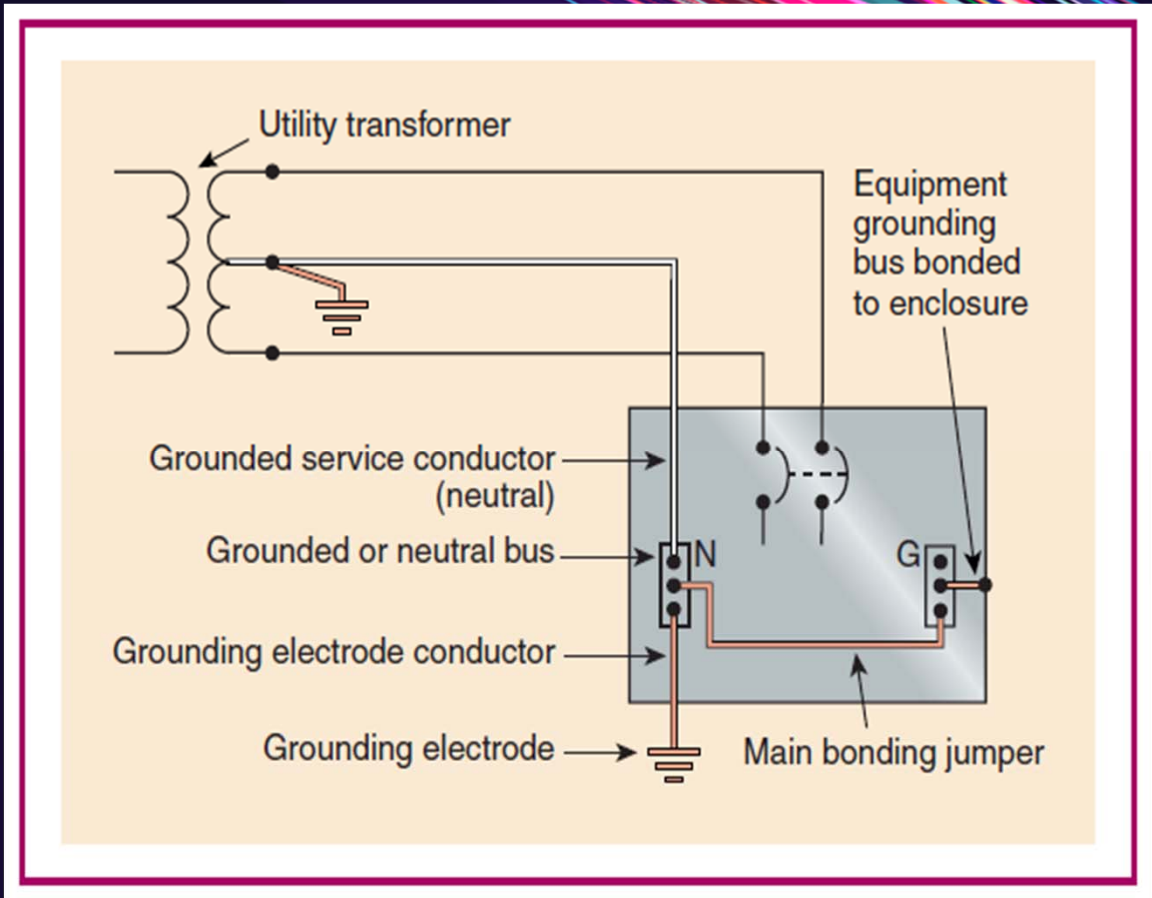 Utility transformer
Equipment
grounding
bus bonded
to enclosure
Grounded service conductor
(neutral)
Grounded or neutral bus
N
G
Grounding electrode conductor
Grounding electrode
Main bonding jumper